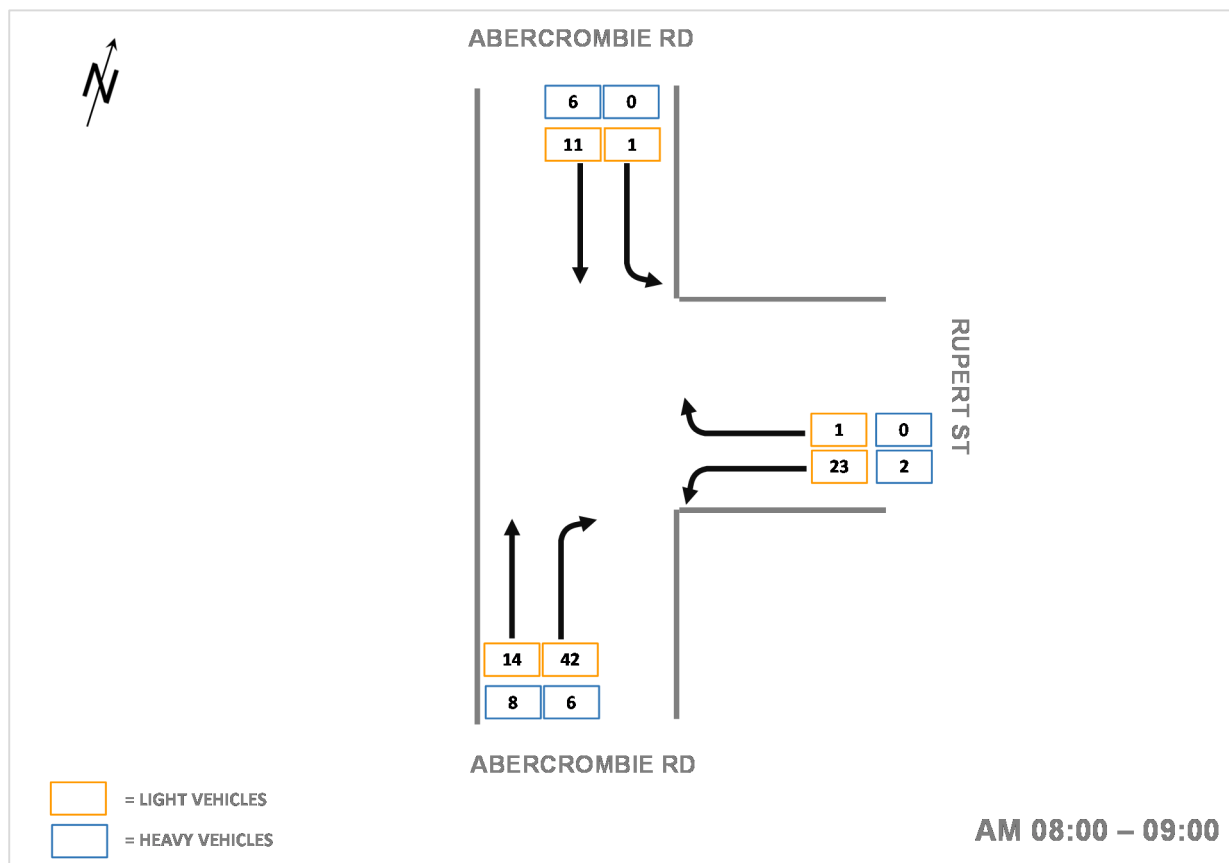 ABERCROMBIE RD
N
6 0
11 1
RUPERT ST
1 0
23 2
14 42
8 6
ABERCROMBIE RD
= LIGHT VEHICLES
= HEAVY VEHICLES
AM 08:00 – 09:00